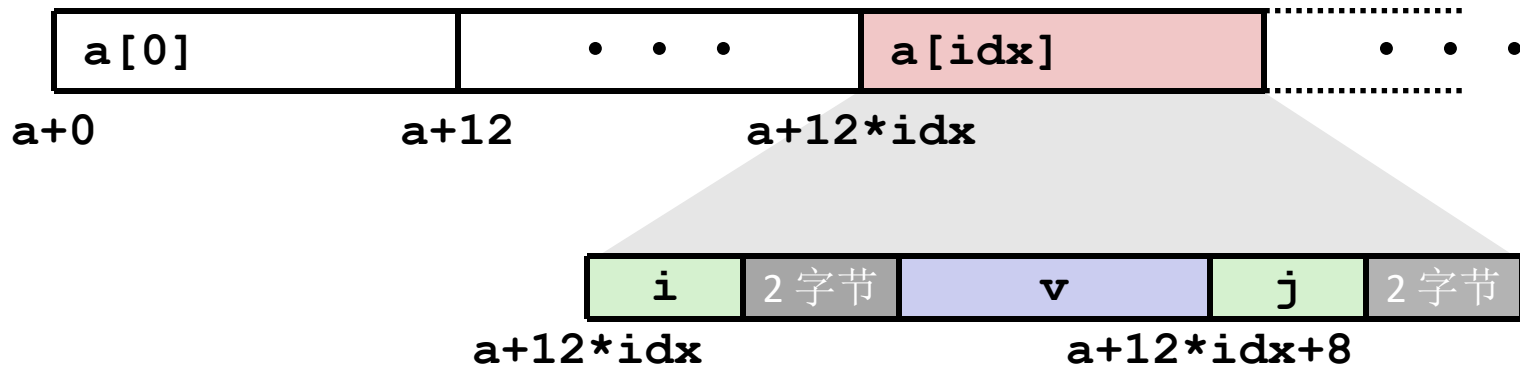 a[0] • • • a[idx] • • •
a+0 a+12 a+12*idx
i 2 字节 v j 2 字节
a+12*idx a+12*idx+8